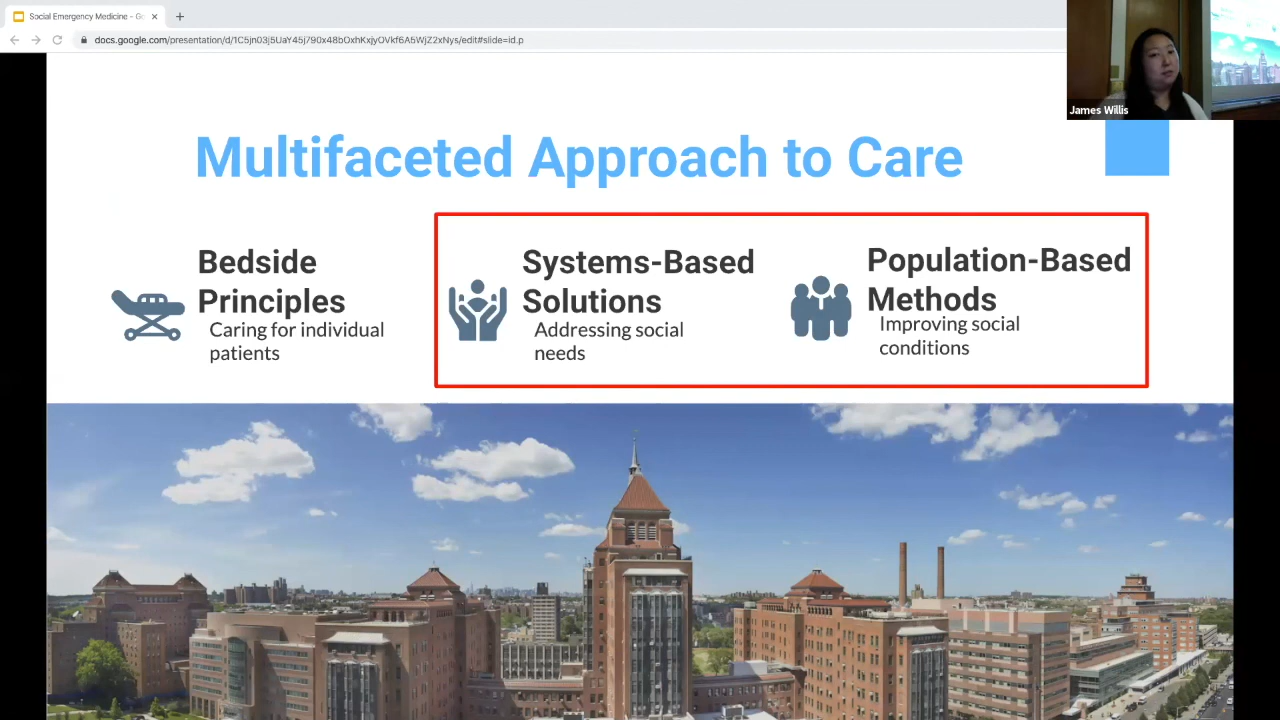 Social Emergency Medicine - Go
docs.google.com/presentation/d/1C5jn03j5UaY45j790x48bOxhKxjyOVkf6A5WjZ2xNys/edit#slide=id.p
James Willis
Multifaceted Approach to Care
Bedside
Principles
Caring for individual
patients
Systems-Based
Solutions
Addressing social
needs
Population-Based
Methods
Improving social
conditions